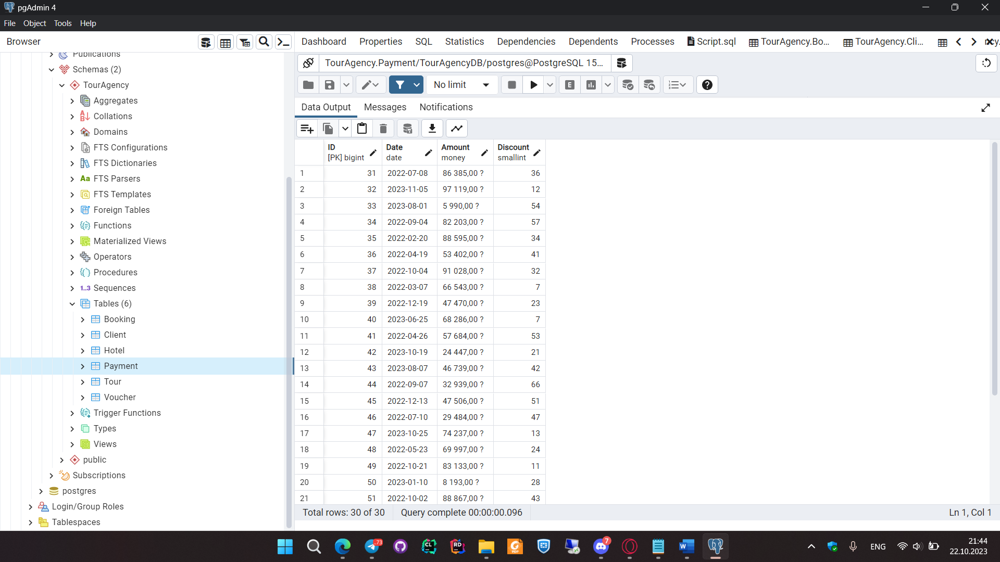 pgAdmin 4
File Object Tools Help
Browser
Dashboard Properties SQL Statistics Dependencies Dependents Processes Script.sql TourAgency.Bo... TourAgency.Cli...
TourAgency.Payment/TourAgencyDB/postgres@PostgreSQL 15...
No limit
Data Output Messages Notifications
Publications
Schemas (2)
TourAgency
Aggregates
Collations
Domains
FTS Configurations
FTS Dictionaries
Aa FTS Parsers
FTS Templates
Foreign Tables
Functions
Materialized Views
Operators
Procedures
1..3 Sequences
Tables (6)
Booking
Client
Hotel
Payment
Tour
Voucher
Trigger Functions
Types
Views
public
Subscriptions
postgres
Login/Group Roles
Tablespaces
ID Date Amount Discount
[PK] bigint date money smallint
1 31 2022-07-08 86 385,00 ? 36
2 32 2023-11-05 97 119,00 ? 12
3 33 2023-08-01 5 990,00 ? 54
4 34 2022-09-04 82 203,00 ? 57
5 35 2022-02-20 88 595,00 ? 34
6 36 2022-04-19 53 402,00 ? 41
7 37 2022-10-04 91 028,00 ? 32
8 38 2022-03-07 66 543,00 ? 7
9 39 2022-12-19 47 470,00 ? 23
10 40 2023-06-25 68 286,00 ? 7
11 41 2022-04-26 57 684,00 ? 53
12 42 2023-10-19 24 447,00 ? 21
13 43 2023-08-07 46 739,00 ? 42
14 44 2022-09-07 32 939,00 ? 66
15 45 2022-12-13 47 506,00 ? 51
16 46 2022-07-10 29 484,00 ? 47
17 47 2023-10-25 74 237,00 ? 13
18 48 2022-05-23 69 997,00 ? 24
19 49 2022-10-21 83 133,00 ? 11
20 50 2023-01-10 8 193,00 ? 28
21 51 2022-10-02 88 867,00 ? 43
Total rows: 30 of 30 Query complete 00:00:00.096 Ln 1, Col 1
ENG
21:44
22.10.2023